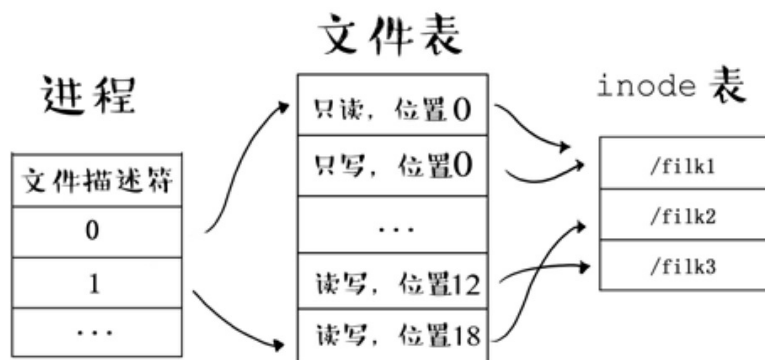 进程
文件描述符
0
1
...
文件表
只读，位置0
只写，位置0
...
读写，位置12
读写，位置18
inode 表
/filk1
/filk2
/filk3